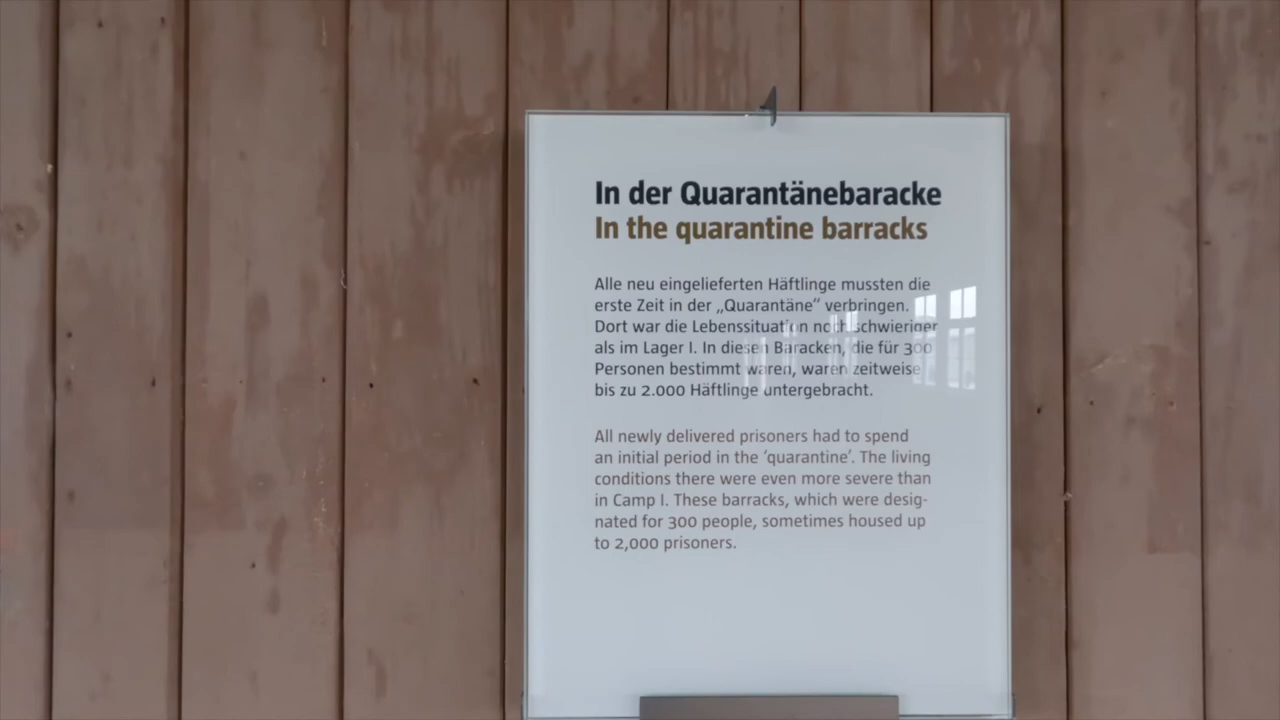 In der Quarantänebaracke
In the quarantine barracks
Alle neu eingelieferten Häftlinge mussten die
erste Zeit in der „Quarantäne“ verbringen.
Dort war die Lebenssituation noch schwieriger
als im Lager I. In diesen Baracken, die für 300
Personen bestimmt waren, waren zeitweise
bis zu 2.000 Häftlinge untergebracht.
All newly delivered prisoners had to spend
an initial period in the ‘quarantine’. The living
conditions there were even more severe than
in Camp I. These barracks, which were desig-
nated for 300 people, sometimes housed up
to 2,000 prisoners.